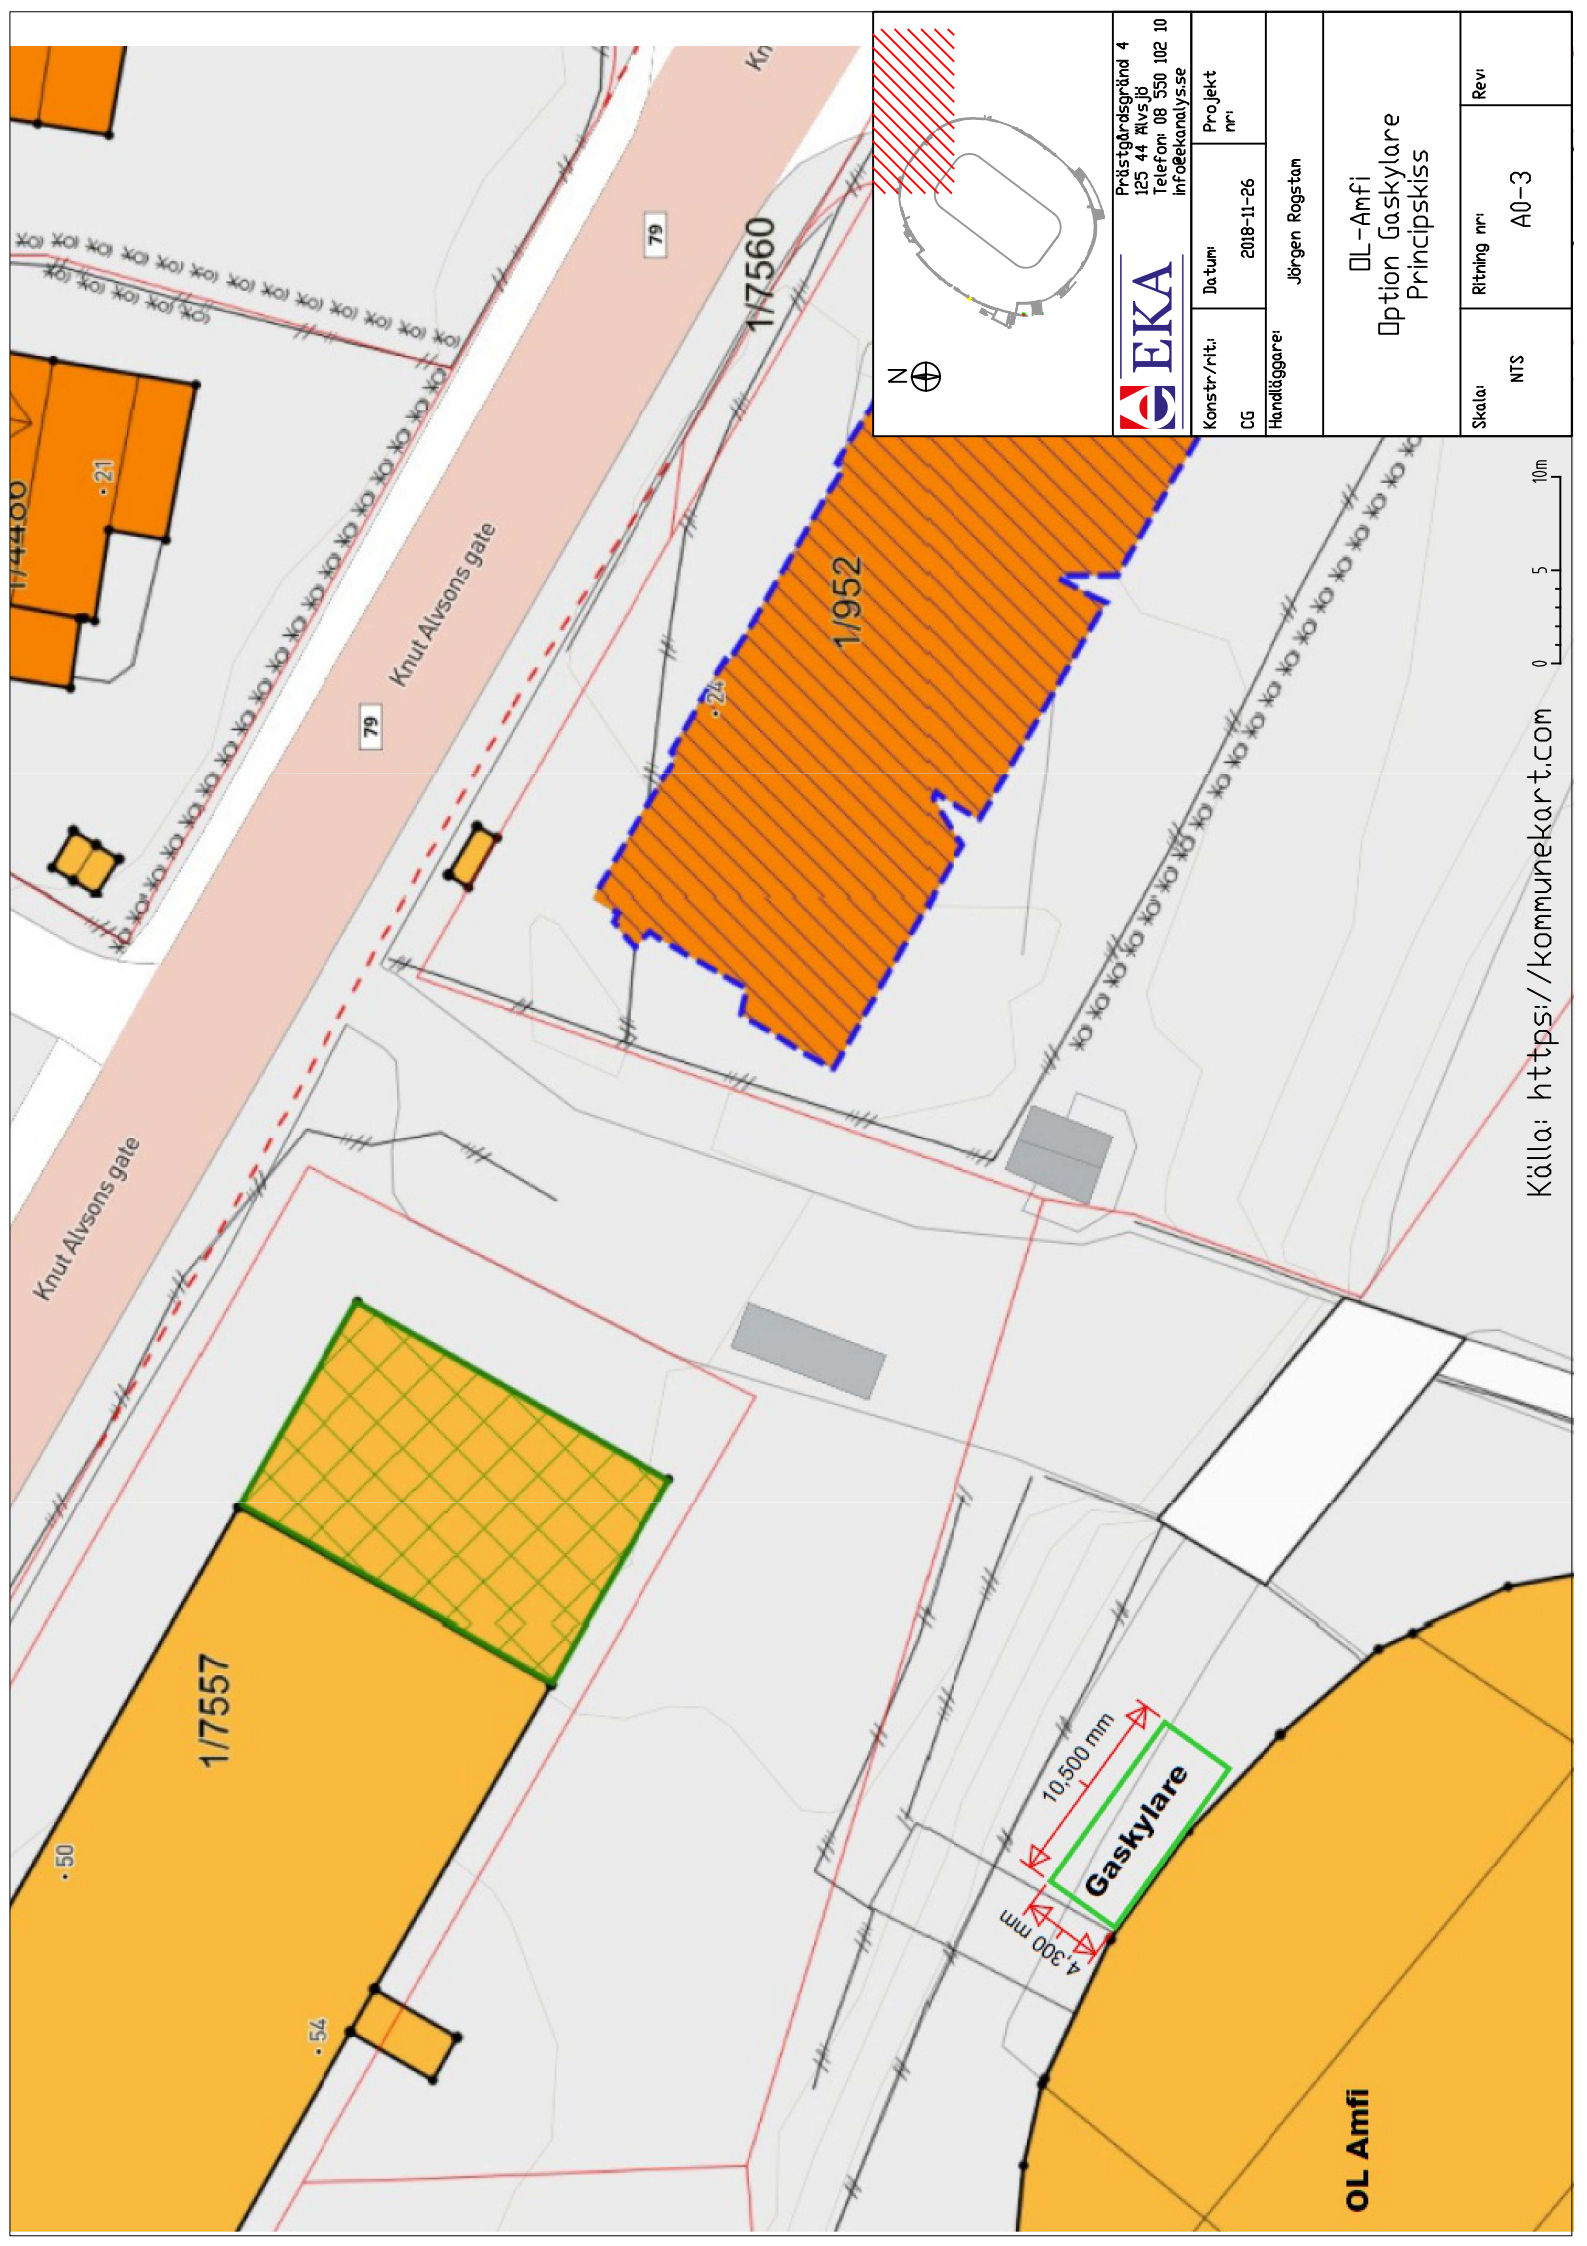 Prästgårdsgränd 4
125 44 Älvsjö
Telefon: 08 550 102 10
info@ekanalys.se
EKA
Konstr/rit.:
CG
Datum:
2018-11-26
Projekt
nr:
Handläggare:
Jörgen Rogstam
OL-Amfi
Option Gaskylare
Principskiss
Skala:
NTS
Ritning nr:
A0-3
Rev:
N
Kn
79
1/7560
21
Knut Alvsons gate
79
1/952
24
Knut Alvsons gate
1/7557
50
54
0 5 10m
Källa: https://kommunekart.com
10,500 mm
4,300 mm
Gaskylare
OL Amfi